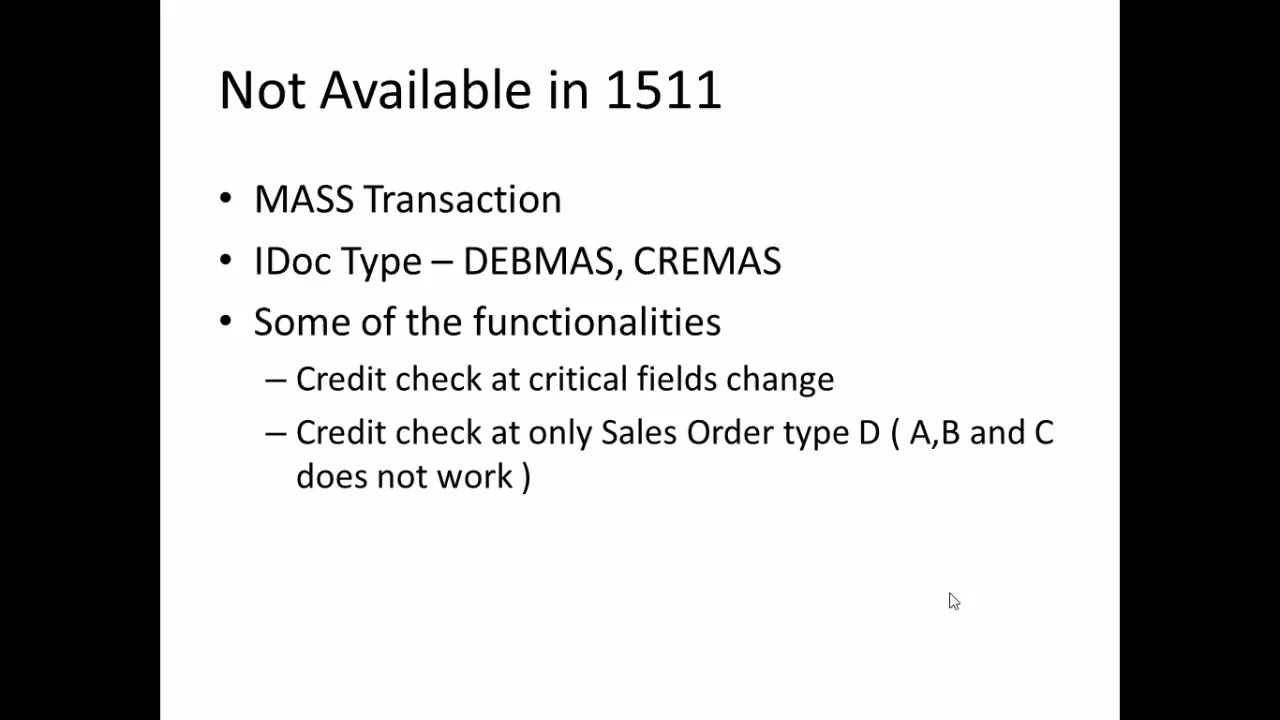 Not Available in 1511
• MASS Transaction
• IDoc Type – DEBMAS, CREMAS
• Some of the functionalities
– Credit check at critical fields change
– Credit check at only Sales Order type D ( A,B and C
does not work )